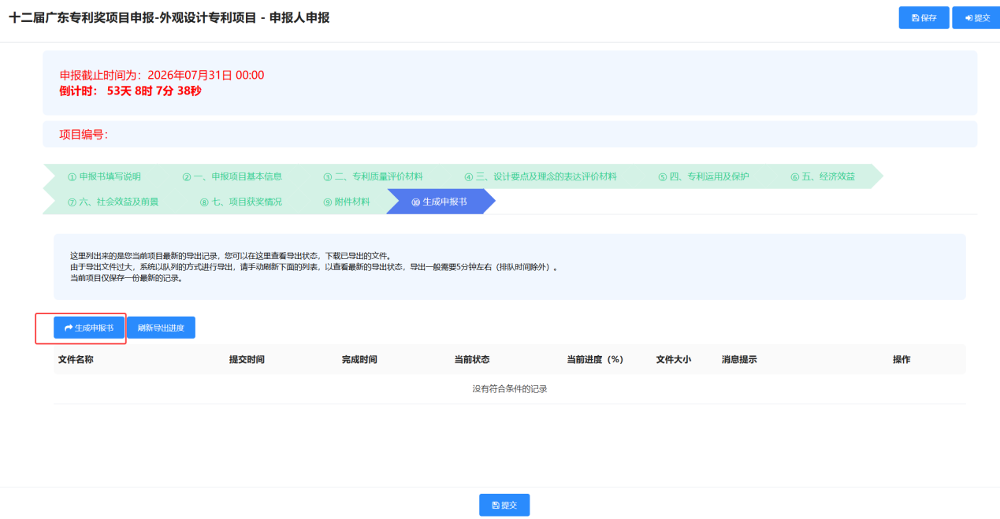 十二届广东专利奖项目申报-外观设计专利项目 - 申报人申报
保存
提交
申报截止时间为：2026年07月31日 00:00
倒计时： 53天 8时 7分 38秒
项目编号：
① 申报书填写说明 ② 一、申报项目基本信息 ③ 二、专利质量评价材料 ④ 三、设计要点及理念的表达评价材料 ⑤ 四、专利运用及保护 ⑥ 五、经济效益
⑦ 六、社会效益及前景 ⑧ 七、项目获奖情况 ⑨ 附件材料 ⑩ 生成申报书
这里列出来的是您当前项目最新的导出记录，您可以在这里查看导出状态，下载已导出的文件。
由于导出文件过大，系统以队列的方式进行导出，请手动刷新下面的列表，以查看最新的导出状态，导出一般需要5分钟左右（排队时间除外）。
当前项目仅保存一份最新的记录。
生成申报书 刷新导出进度
文件名称 提交时间 完成时间 当前状态 当前进度（%） 文件大小 消息提示 操作
没有符合条件的记录
提交